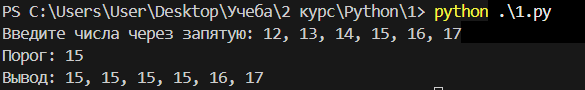 PS C:\Users\User\Desktop\Учеба\2 курс\Python\1> python .\1.py
Введите числа через запятую: 12, 13, 14, 15, 16, 17
Порог: 15
Вывод: 15, 15, 15, 15, 16, 17